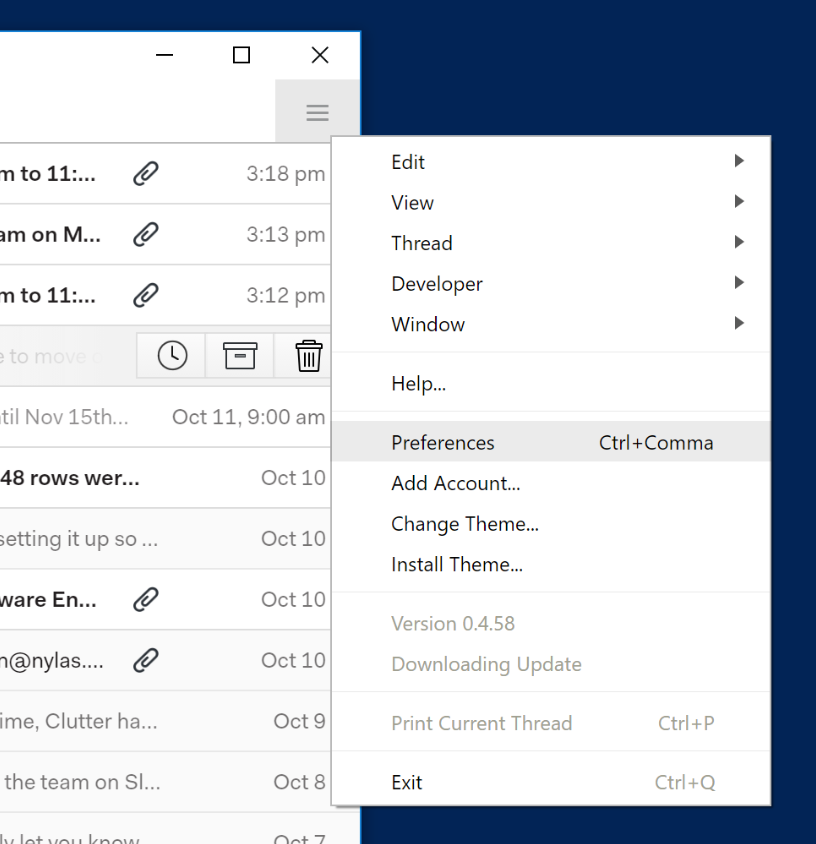 m to 11:... 3:18 pm
am on M... 3:13 pm
m to 11:... 3:12 pm
e to move
til Nov 15th... Oct 11, 9:00 am
48 rows wer... Oct 10
setting it up so ... Oct 10
ware En... Oct 10
n@nylas.... Oct 10
ime, Clutter ha... Oct 9
the team on Sl... Oct 8
ly let you know Oct 7
Edit
View
Thread
Developer
Window
Help...
Preferences Ctrl+Comma
Add Account...
Change Theme...
Install Theme...
Version 0.4.58
Downloading Update
Print Current Thread Ctrl+P
Exit Ctrl+Q